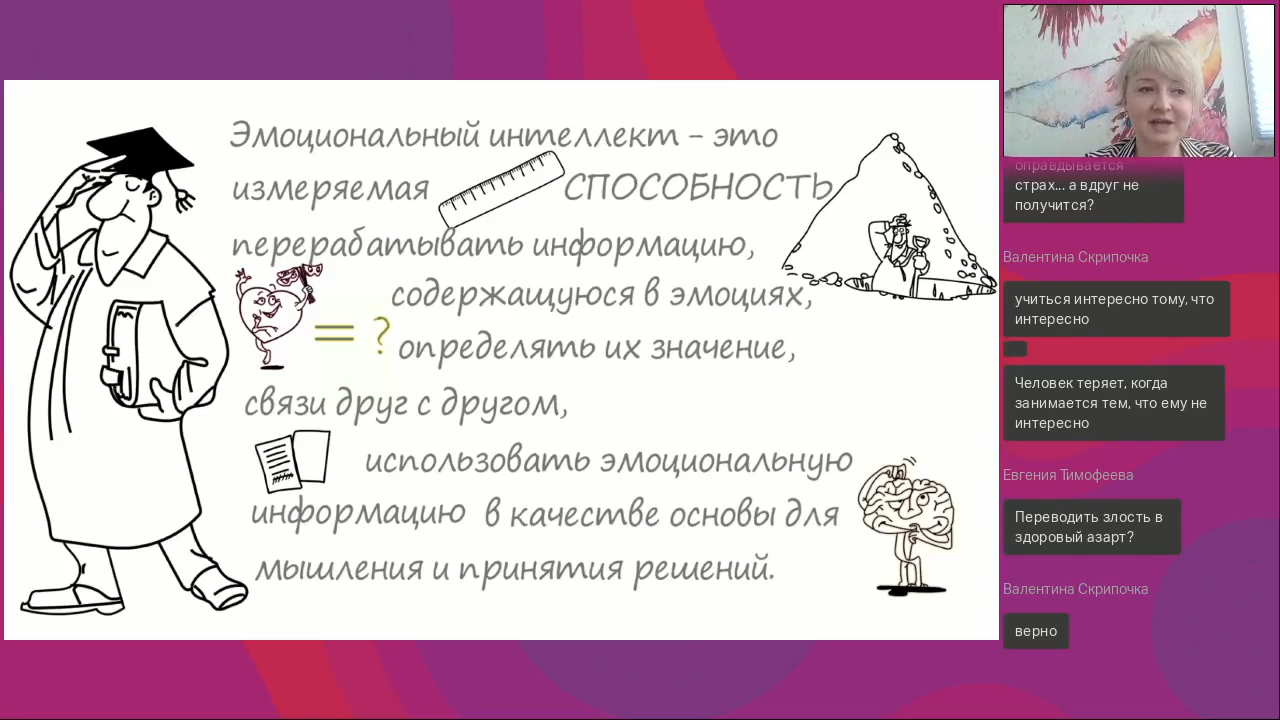 Эмоциональный интеллект – это
измеряемая СПОСОБНОСТЬ
перерабатывать информацию,
содержащуюся в эмоциях,
= ?
определять их значение,
связи друг с другом,
использовать эмоциональную
информацию в качестве основы для
мышления и принятия решений.
оправдывается
страх... а вдруг не
получится?
Валентина Скрипочка
учиться интересно тому, что
интересно
Человек теряет, когда
занимается тем, что ему не
интересно
Евгения Тимофеева
Переводить злость в
здоровый азарт?
Валентина Скрипочка
верно